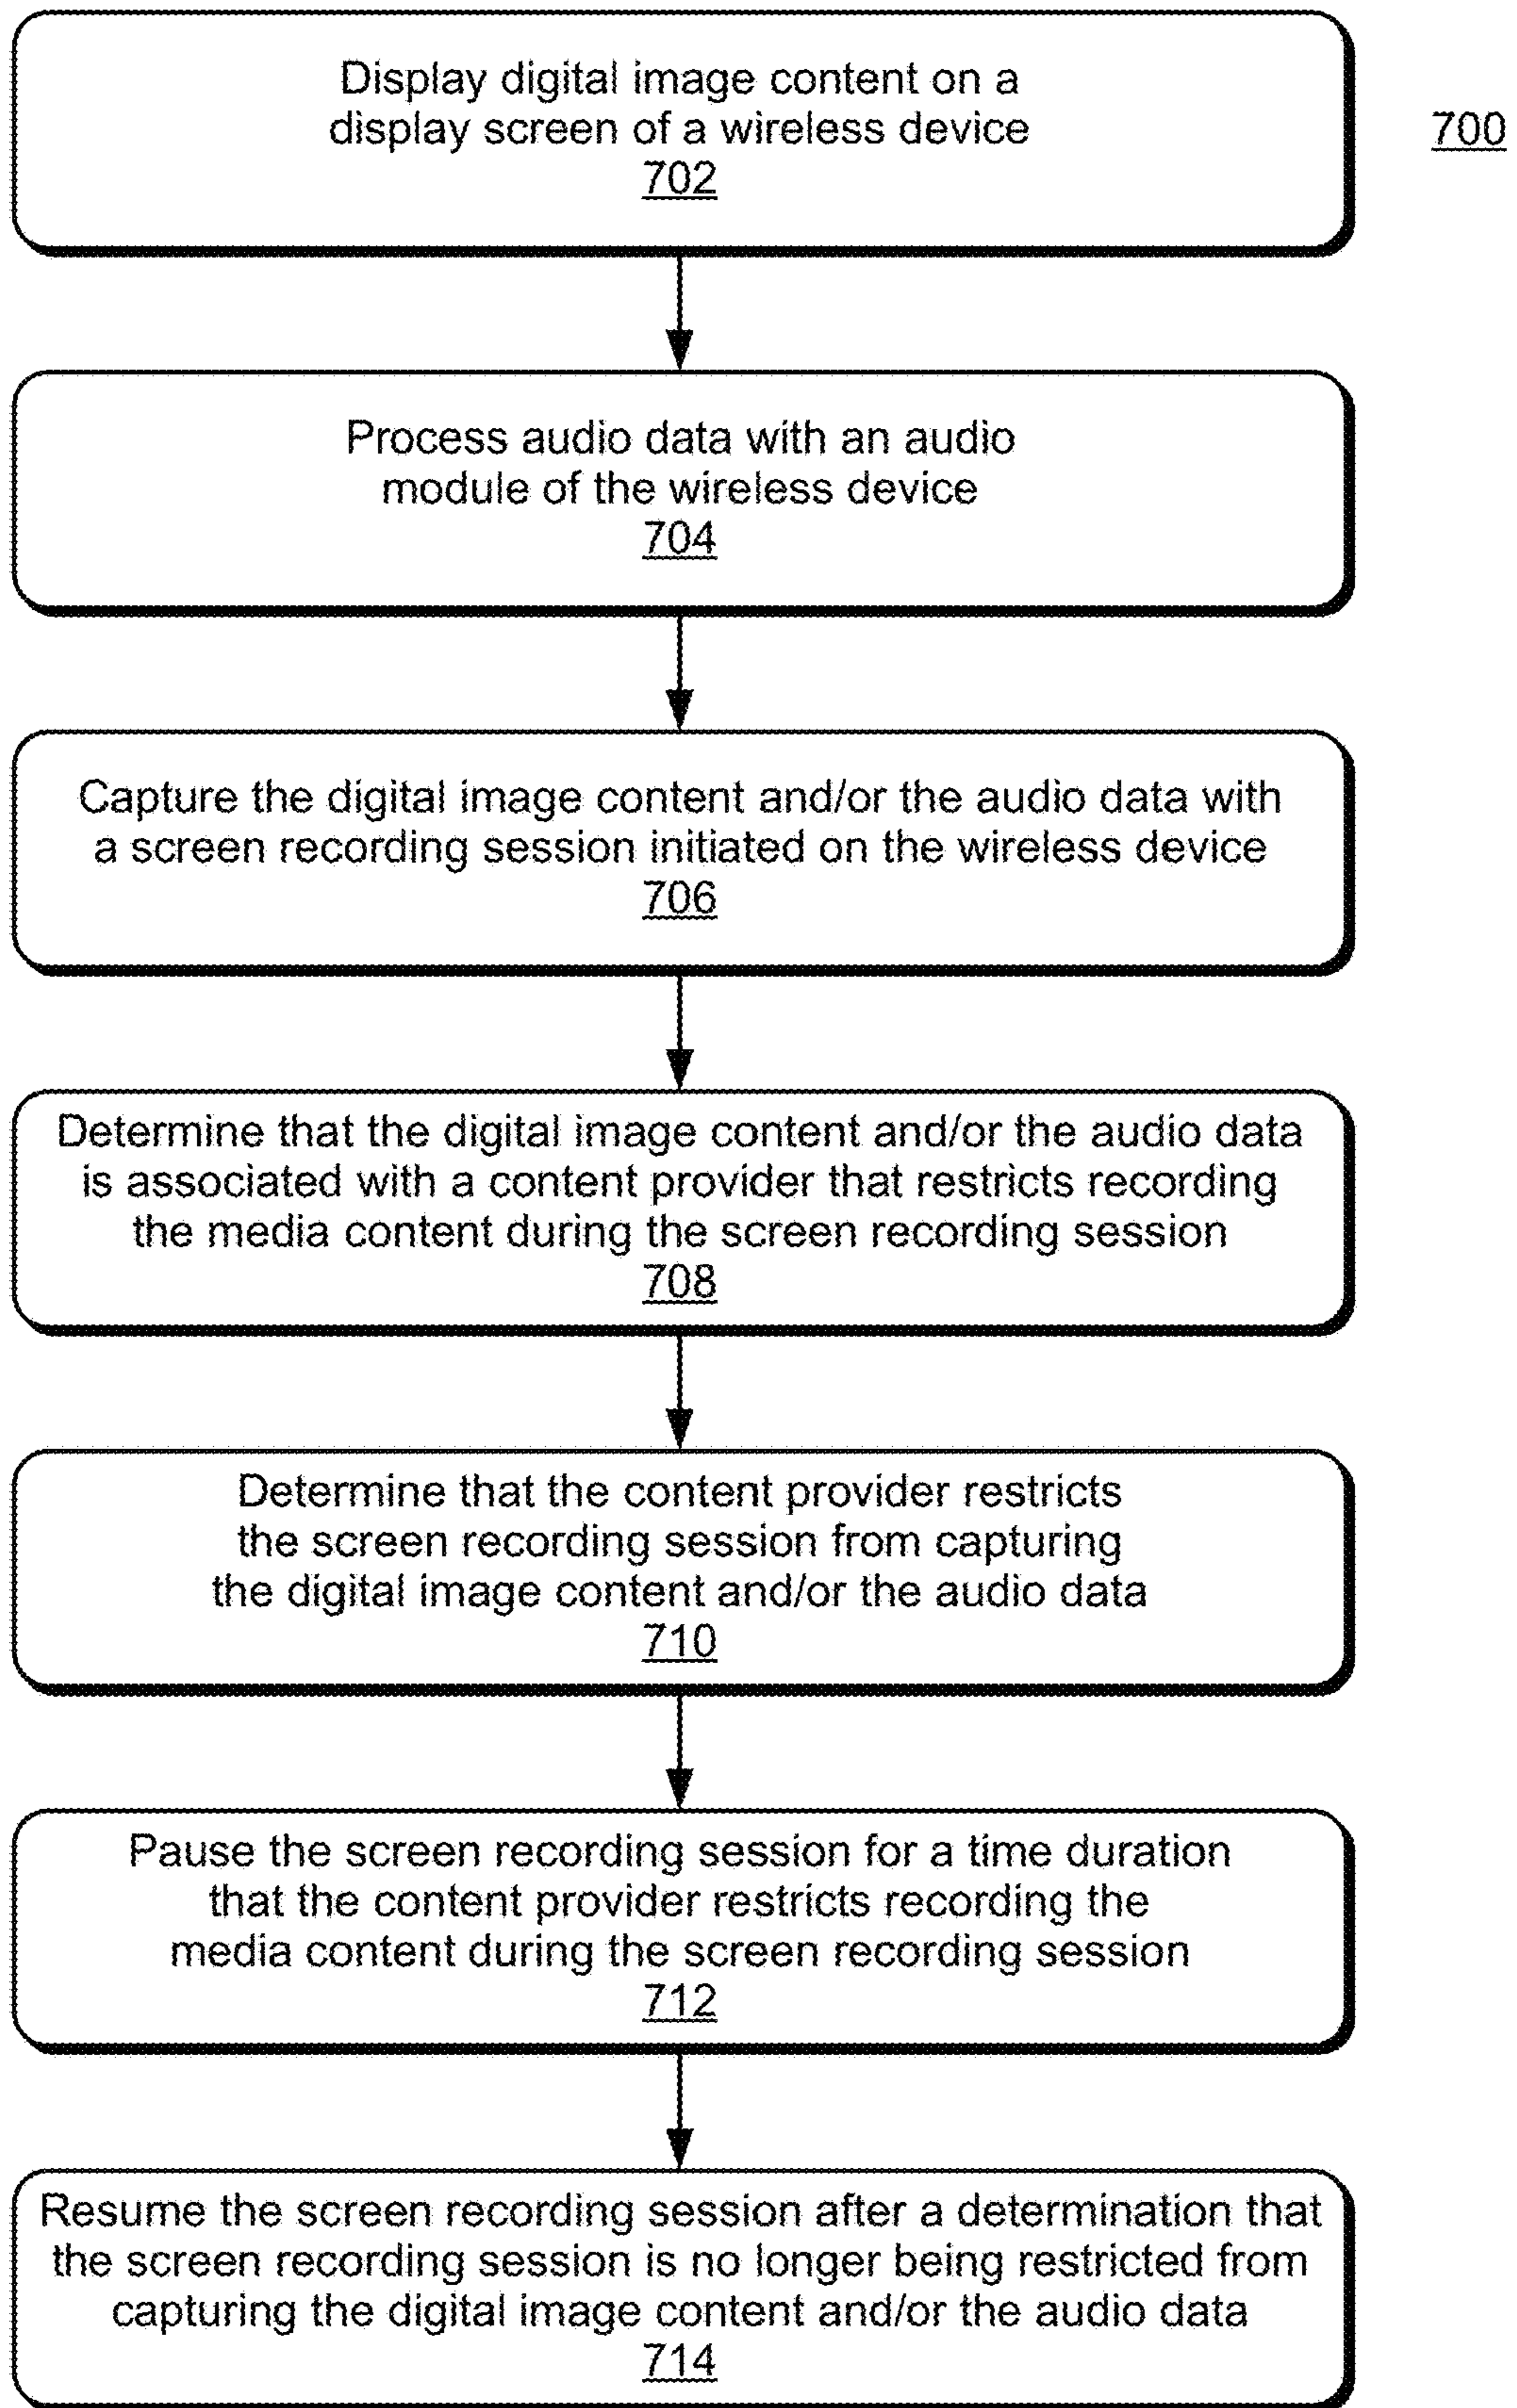 Display digital image content on a
display screen of a wireless device
702
700
Process audio data with an audio
module of the wireless device
704
Capture the digital image content and/or the audio data with
a screen recording session initiated on the wireless device
706
Determine that the digital image content and/or the audio data
is associated with a content provider that restricts recording
the media content during the screen recording session
708
Determine that the content provider restricts
the screen recording session from capturing
the digital image content and/or the audio data
710
Pause the screen recording session for a time duration
that the content provider restricts recording the
media content during the screen recording session
712
Resume the screen recording session after a determination that
the screen recording session is no longer being restricted from
capturing the digital image content and/or the audio data
714